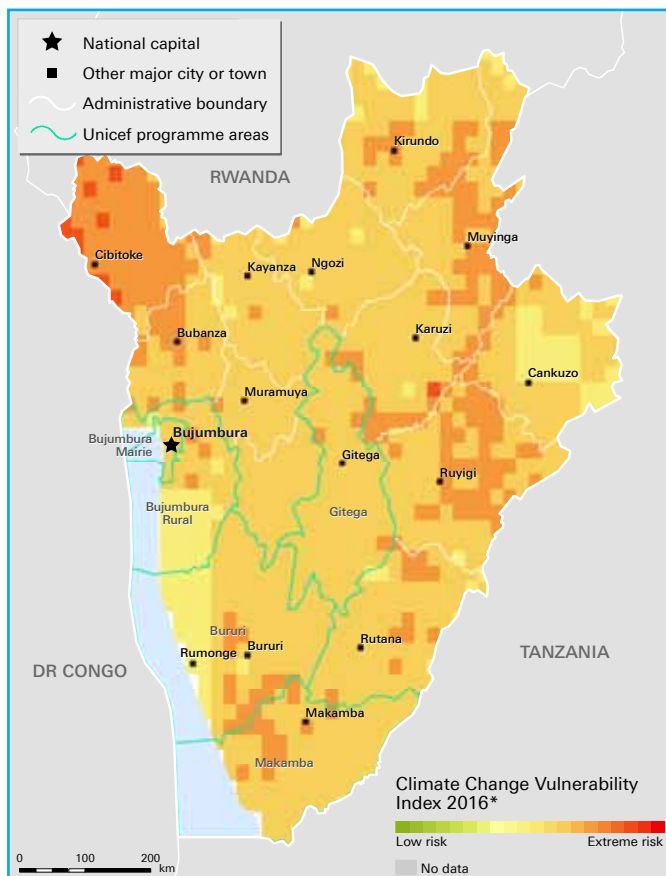 National capital
Other major city or town
Administrative boundary
Unicef programme areas
RWANDA
Kirundo
Cibitoke
Muyinga
Kayanza
Ngozi
Bubanza
Karuzi
Cankuzo
Muramuya
Bujumbura
Bujumbura
Mairie
Gitega
Ruyigi
Bujumbura
Rural
Gitega
Bururi
Bururi
Rutana
Rumonge
DR CONGO
TANZANIA
Makamba
Makamba
Climate Change Vulnerability
Index 2016*
Low risk Extreme risk
No data
0 100 200
km